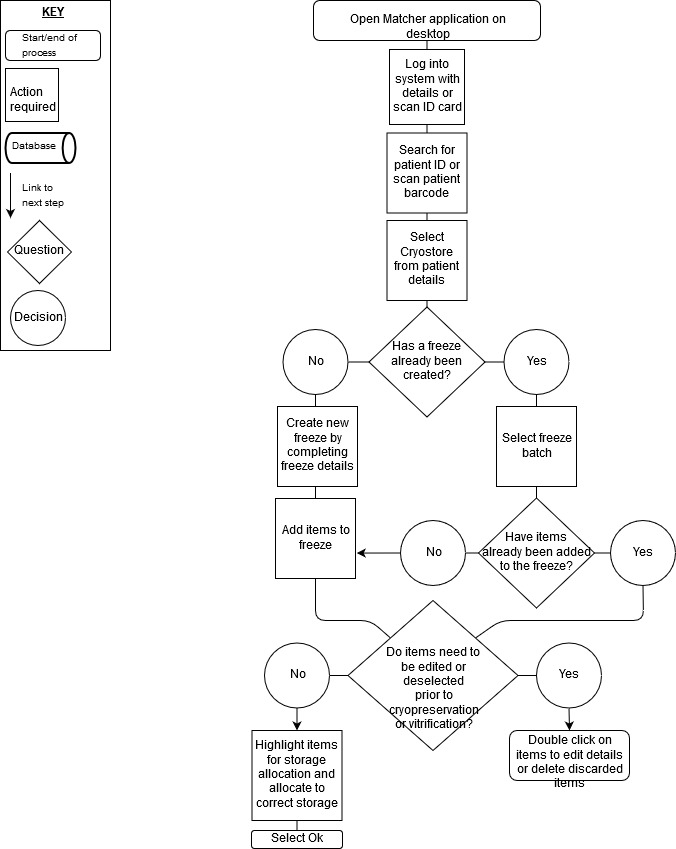 KEY
Start/end of
process
Action
required
Database
Link to
next step
Question
Decision
Open Matcher application on
desktop
Log into
system with
details or
scan ID card
Search for
patient ID or
scan patient
barcode
Select
Cryostore
from patient
details
Has a freeze
already been
created?
No
Yes
Create new
freeze by
completing
freeze details
Select freeze
batch
Add items to
freeze
No
Have items
already been added
to the freeze?
Yes
Do items need to
be edited or
deselected
prior to
cryopreservation
or vitrification?
No
Yes
Highlight items
for storage
allocation and
allocate to
correct storage
Double click on
items to edit details
or delete discarded
items
Select Ok